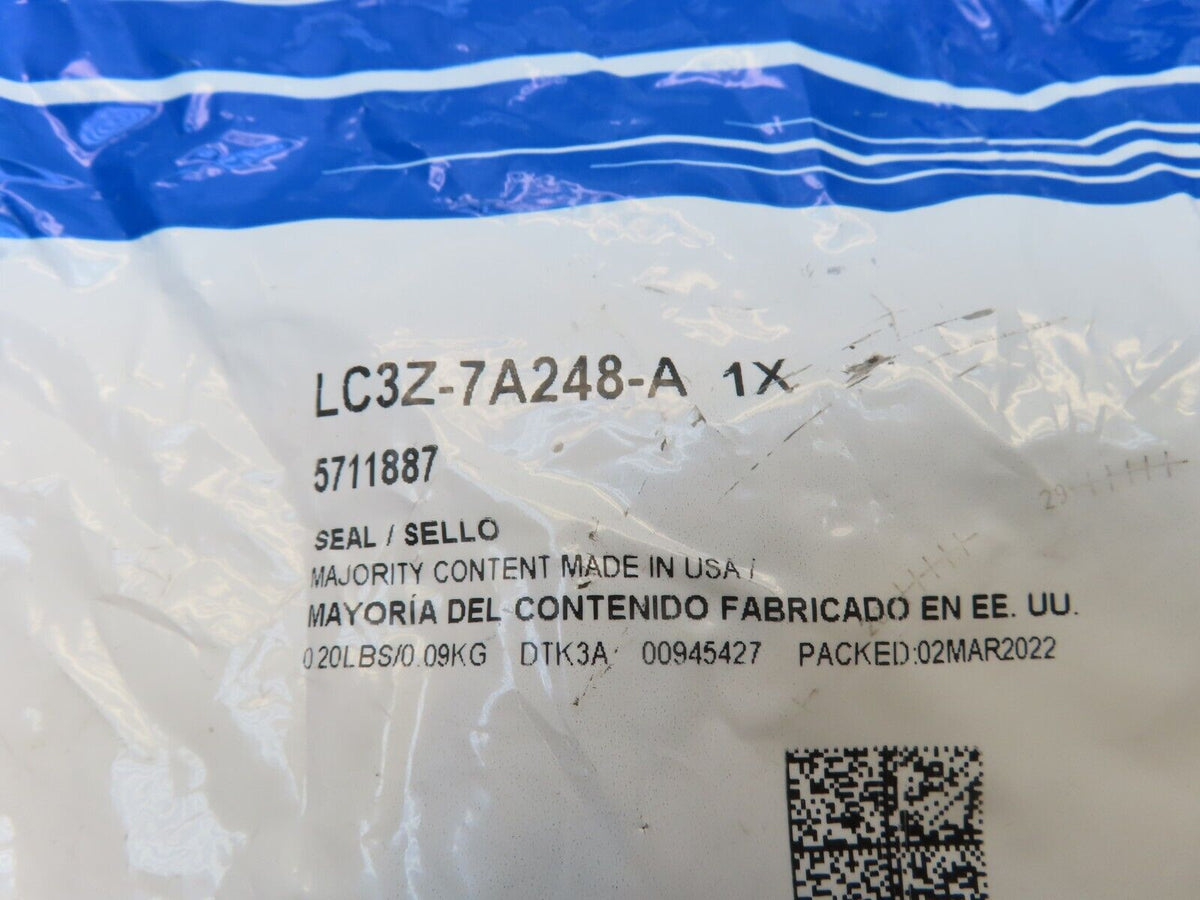 LC3Z-7A248-A 1X
5711887
SEAL / SELLO
MAJORITY CONTENT MADE IN USA /
MAYORÍA DEL CONTENIDO FABRICADO EN EE. UU.
0.20LBS/0.09KG DTK3A 00945427 PACKED:02MAR2022
29